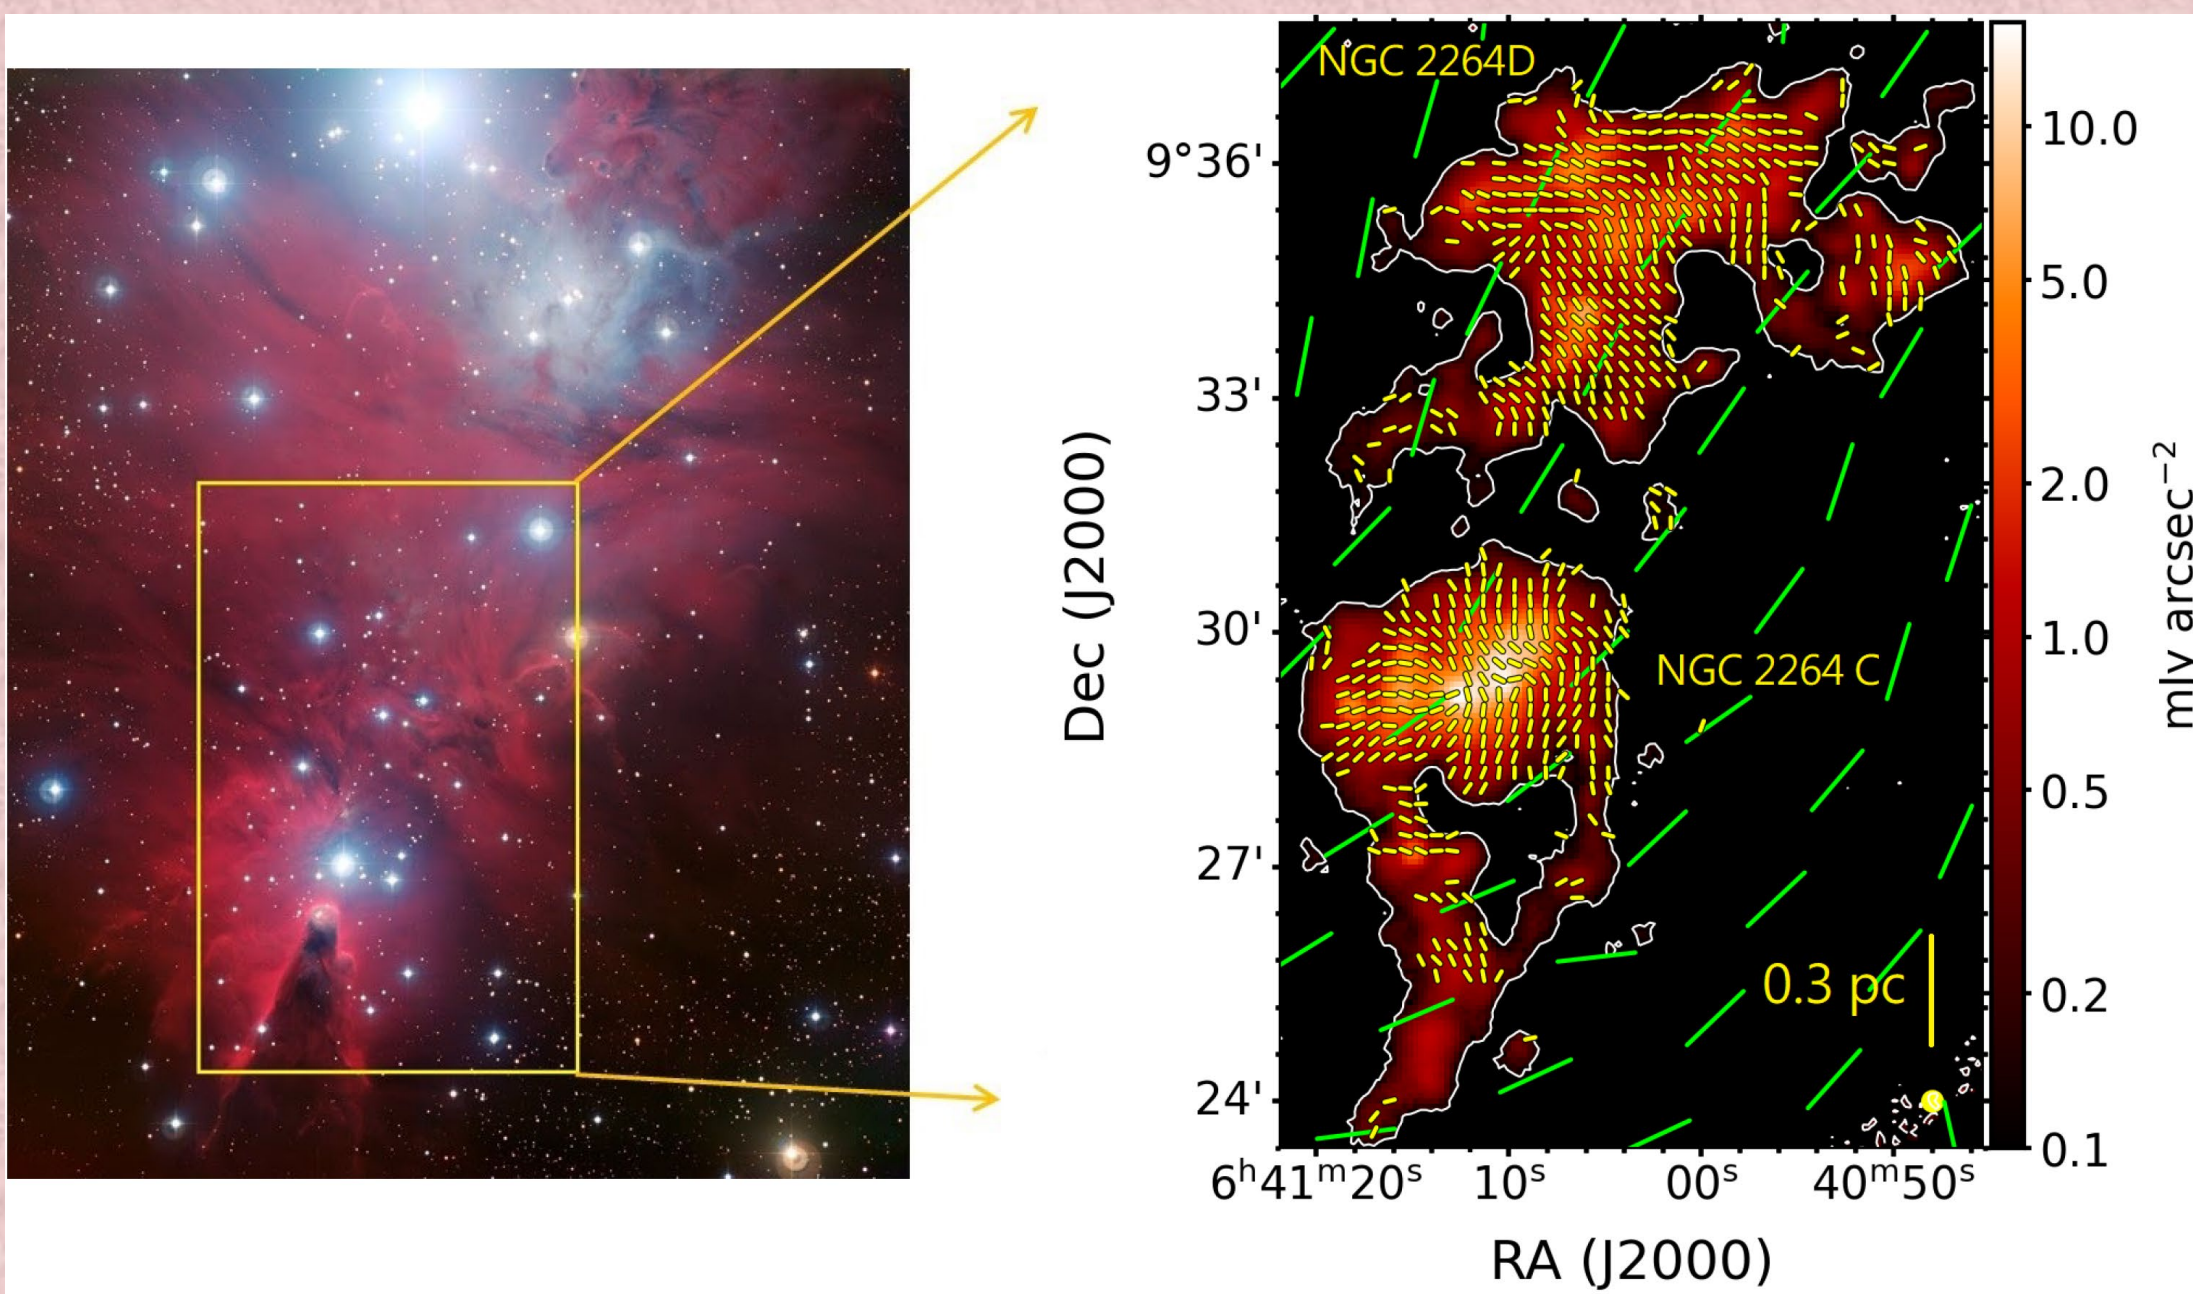 NGC 2264D
9°36'
33'
30'
27'
24'
Dec (J2000)
NGC 2264 C
0.3 pc
6ʰ41ᵐ20ˢ 10ˢ 00ˢ 40ᵐ50ˢ
RA (J2000)
10.0
5.0
2.0
1.0
0.5
0.2
0.1
mJy arcsec⁻²